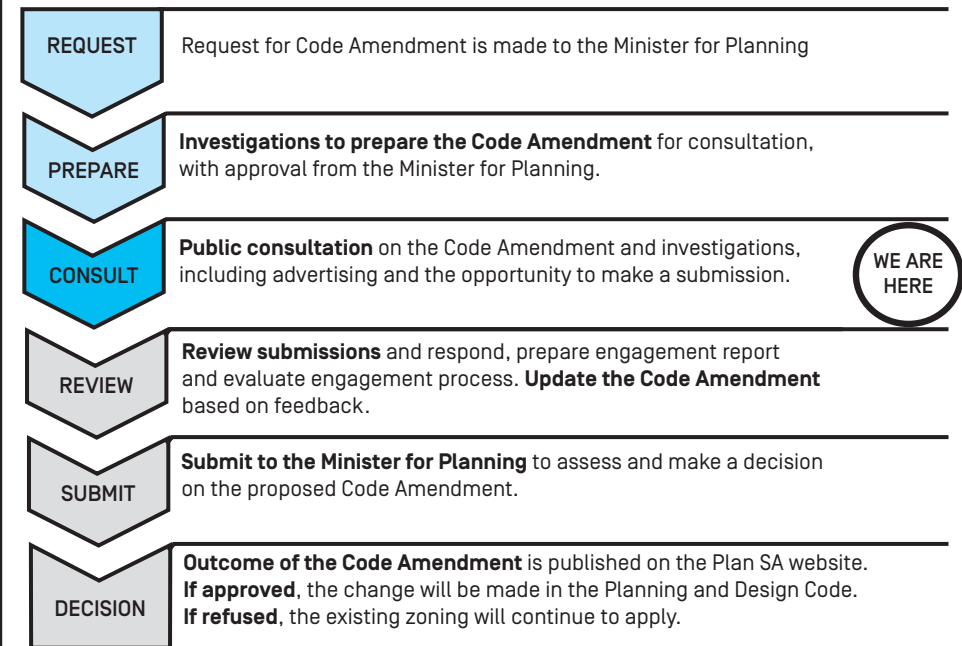 REQUEST
Request for Code Amendment is made to the Minister for Planning
PREPARE
Investigations to prepare the Code Amendment for consultation,
with approval from the Minister for Planning.
CONSULT
Public consultation on the Code Amendment and investigations,
including advertising and the opportunity to make a submission.
WE ARE
HERE
REVIEW
Review submissions and respond, prepare engagement report
and evaluate engagement process. Update the Code Amendment
based on feedback.
SUBMIT
Submit to the Minister for Planning to assess and make a decision
on the proposed Code Amendment.
DECISION
Outcome of the Code Amendment is published on the Plan SA website.
If approved, the change will be made in the Planning and Design Code.
If refused, the existing zoning will continue to apply.